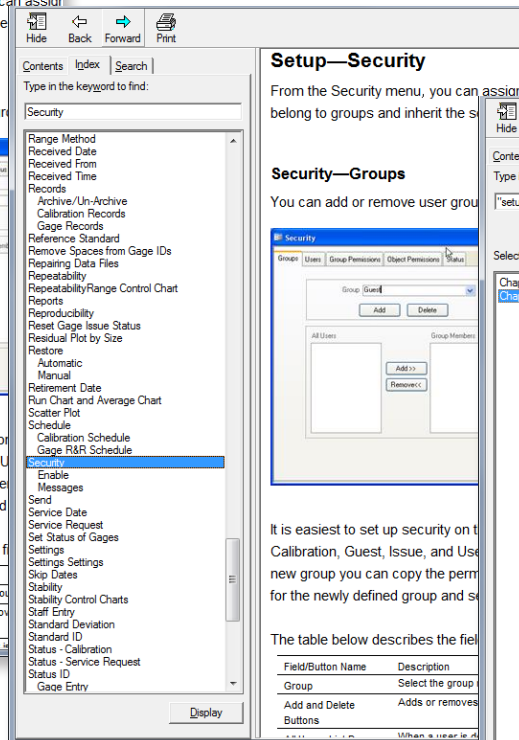 can assign
Hide Back Forward Print
Contents Index Search
Type in the keyword to find:
Security
Range Method
Received Date
Received From
Received Time
Records
Archive/Un-Archive
Calibration Records
Gage Records
Reference Standard
Remove Spaces from Gage IDs
Repairing Data Files
Repeatability
RepeatabilityRange Control Chart
Reports
Reproducibility
Reset Gage Issue Status
Residual Plot by Size
Restore
Automatic
Manual
Retirement Date
Run Chart and Average Chart
Scatter Plot
Schedule
Calibration Schedule
Gage R&R Schedule
Security
Enable
Messages
Send
Service Date
Service Request
Set Status of Gages
Settings
Settings Settings
Skip Dates
Stability
Stability Control Charts
Staff Entry
Standard Deviation
Standard ID
Status - Calibration
Status - Service Request
Status ID
Gage Entry
Display
Setup—Security
From the Security menu, you can assign
belong to groups and inherit the s
Security—Groups
You can add or remove user grou
Security
Groups Users Group Permissions Object Permissions Status
Group Guest
Add Delete
All Users Group Members
Add >>
Remove<<
It is easiest to set up security on t
Calibration, Guest, Issue, and Use
new group you can copy the perm
for the newly defined group and se
The table below describes the fiel
Field/Button Name Description
Group Select the group
Add and Delete Adds or removes
Buttons
When a user is d
Hide
Conte
Type
"setu
Selec
Cha
Cha